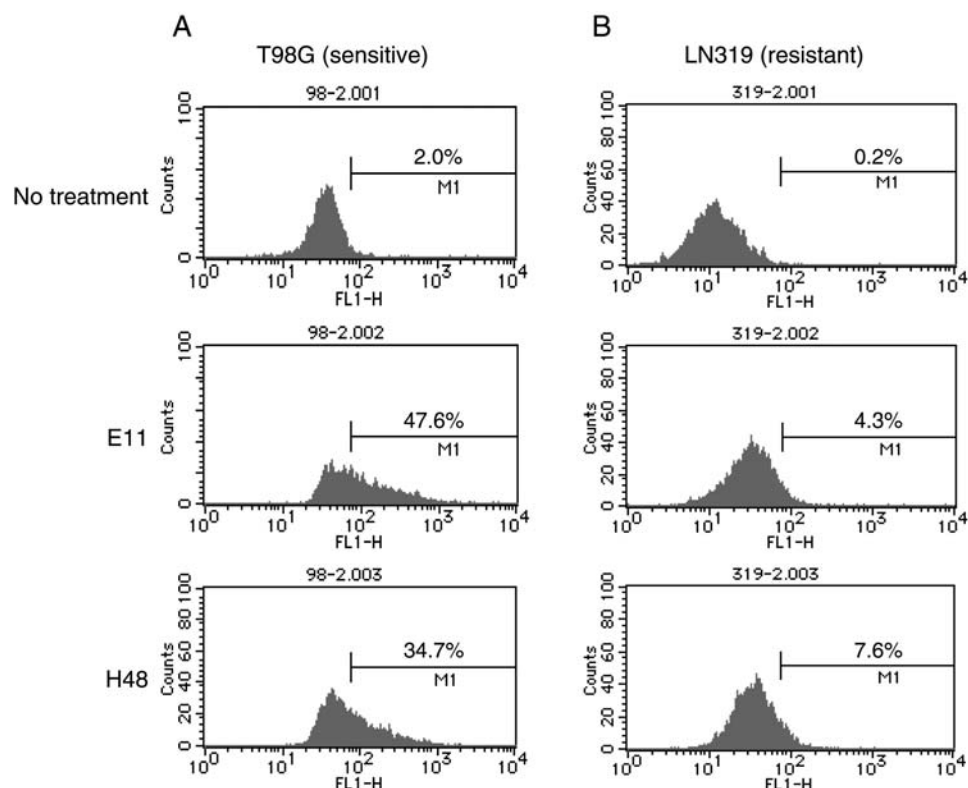 A
B
T98G (sensitive)
LN319 (resistant)
No treatment
98-2.001
Counts
100
0
2.0%
M1
10^0 10^1 10^2 10^3 10^4
FL1-H
319-2.001
Counts
100
80
60
40
20
0
0.2%
M1
10^0 10^1 10^2 10^3 10^4
FL1-H
E11
98-2.002
Counts
100
0
47.6%
M1
10^0 10^1 10^2 10^3 10^4
FL1-H
319-2.002
Counts
100
80
60
40
20
0
4.3%
M1
10^0 10^1 10^2 10^3 10^4
FL1-H
H48
98-2.003
Counts
100
80
60
40
20
0
34.7%
M1
10^0 10^1 10^2 10^3 10^4
FL1-H
319-2.003
Counts
100
80
60
40
20
0
7.6%
M1
10^0 10^1 10^2 10^3 10^4
FL1-H